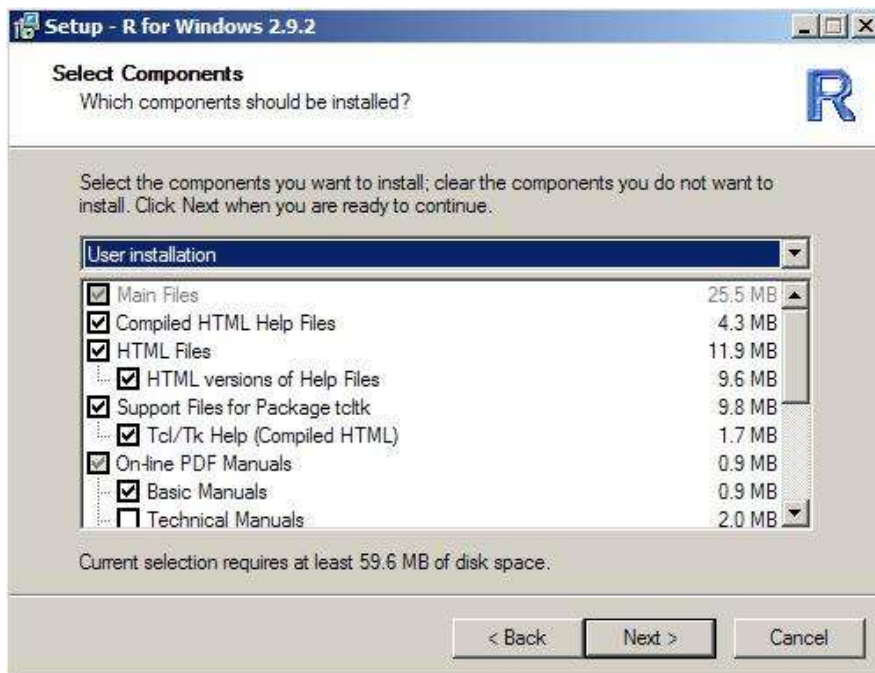 Setup - R for Windows 2.9.2
Select Components
Which components should be installed?
R
Select the components you want to install; clear the components you do not want to
install. Click Next when you are ready to continue.
User installation
Main Files 25.5 MB
Compiled HTML Help Files 4.3 MB
HTML Files 11.9 MB
HTML versions of Help Files 9.6 MB
Support Files for Package tcltk 9.8 MB
Tcl/Tk Help (Compiled HTML) 1.7 MB
On-line PDF Manuals 0.9 MB
Basic Manuals 0.9 MB
Technical Manuals 2.0 MB
Current selection requires at least 59.6 MB of disk space.
< Back Next > Cancel